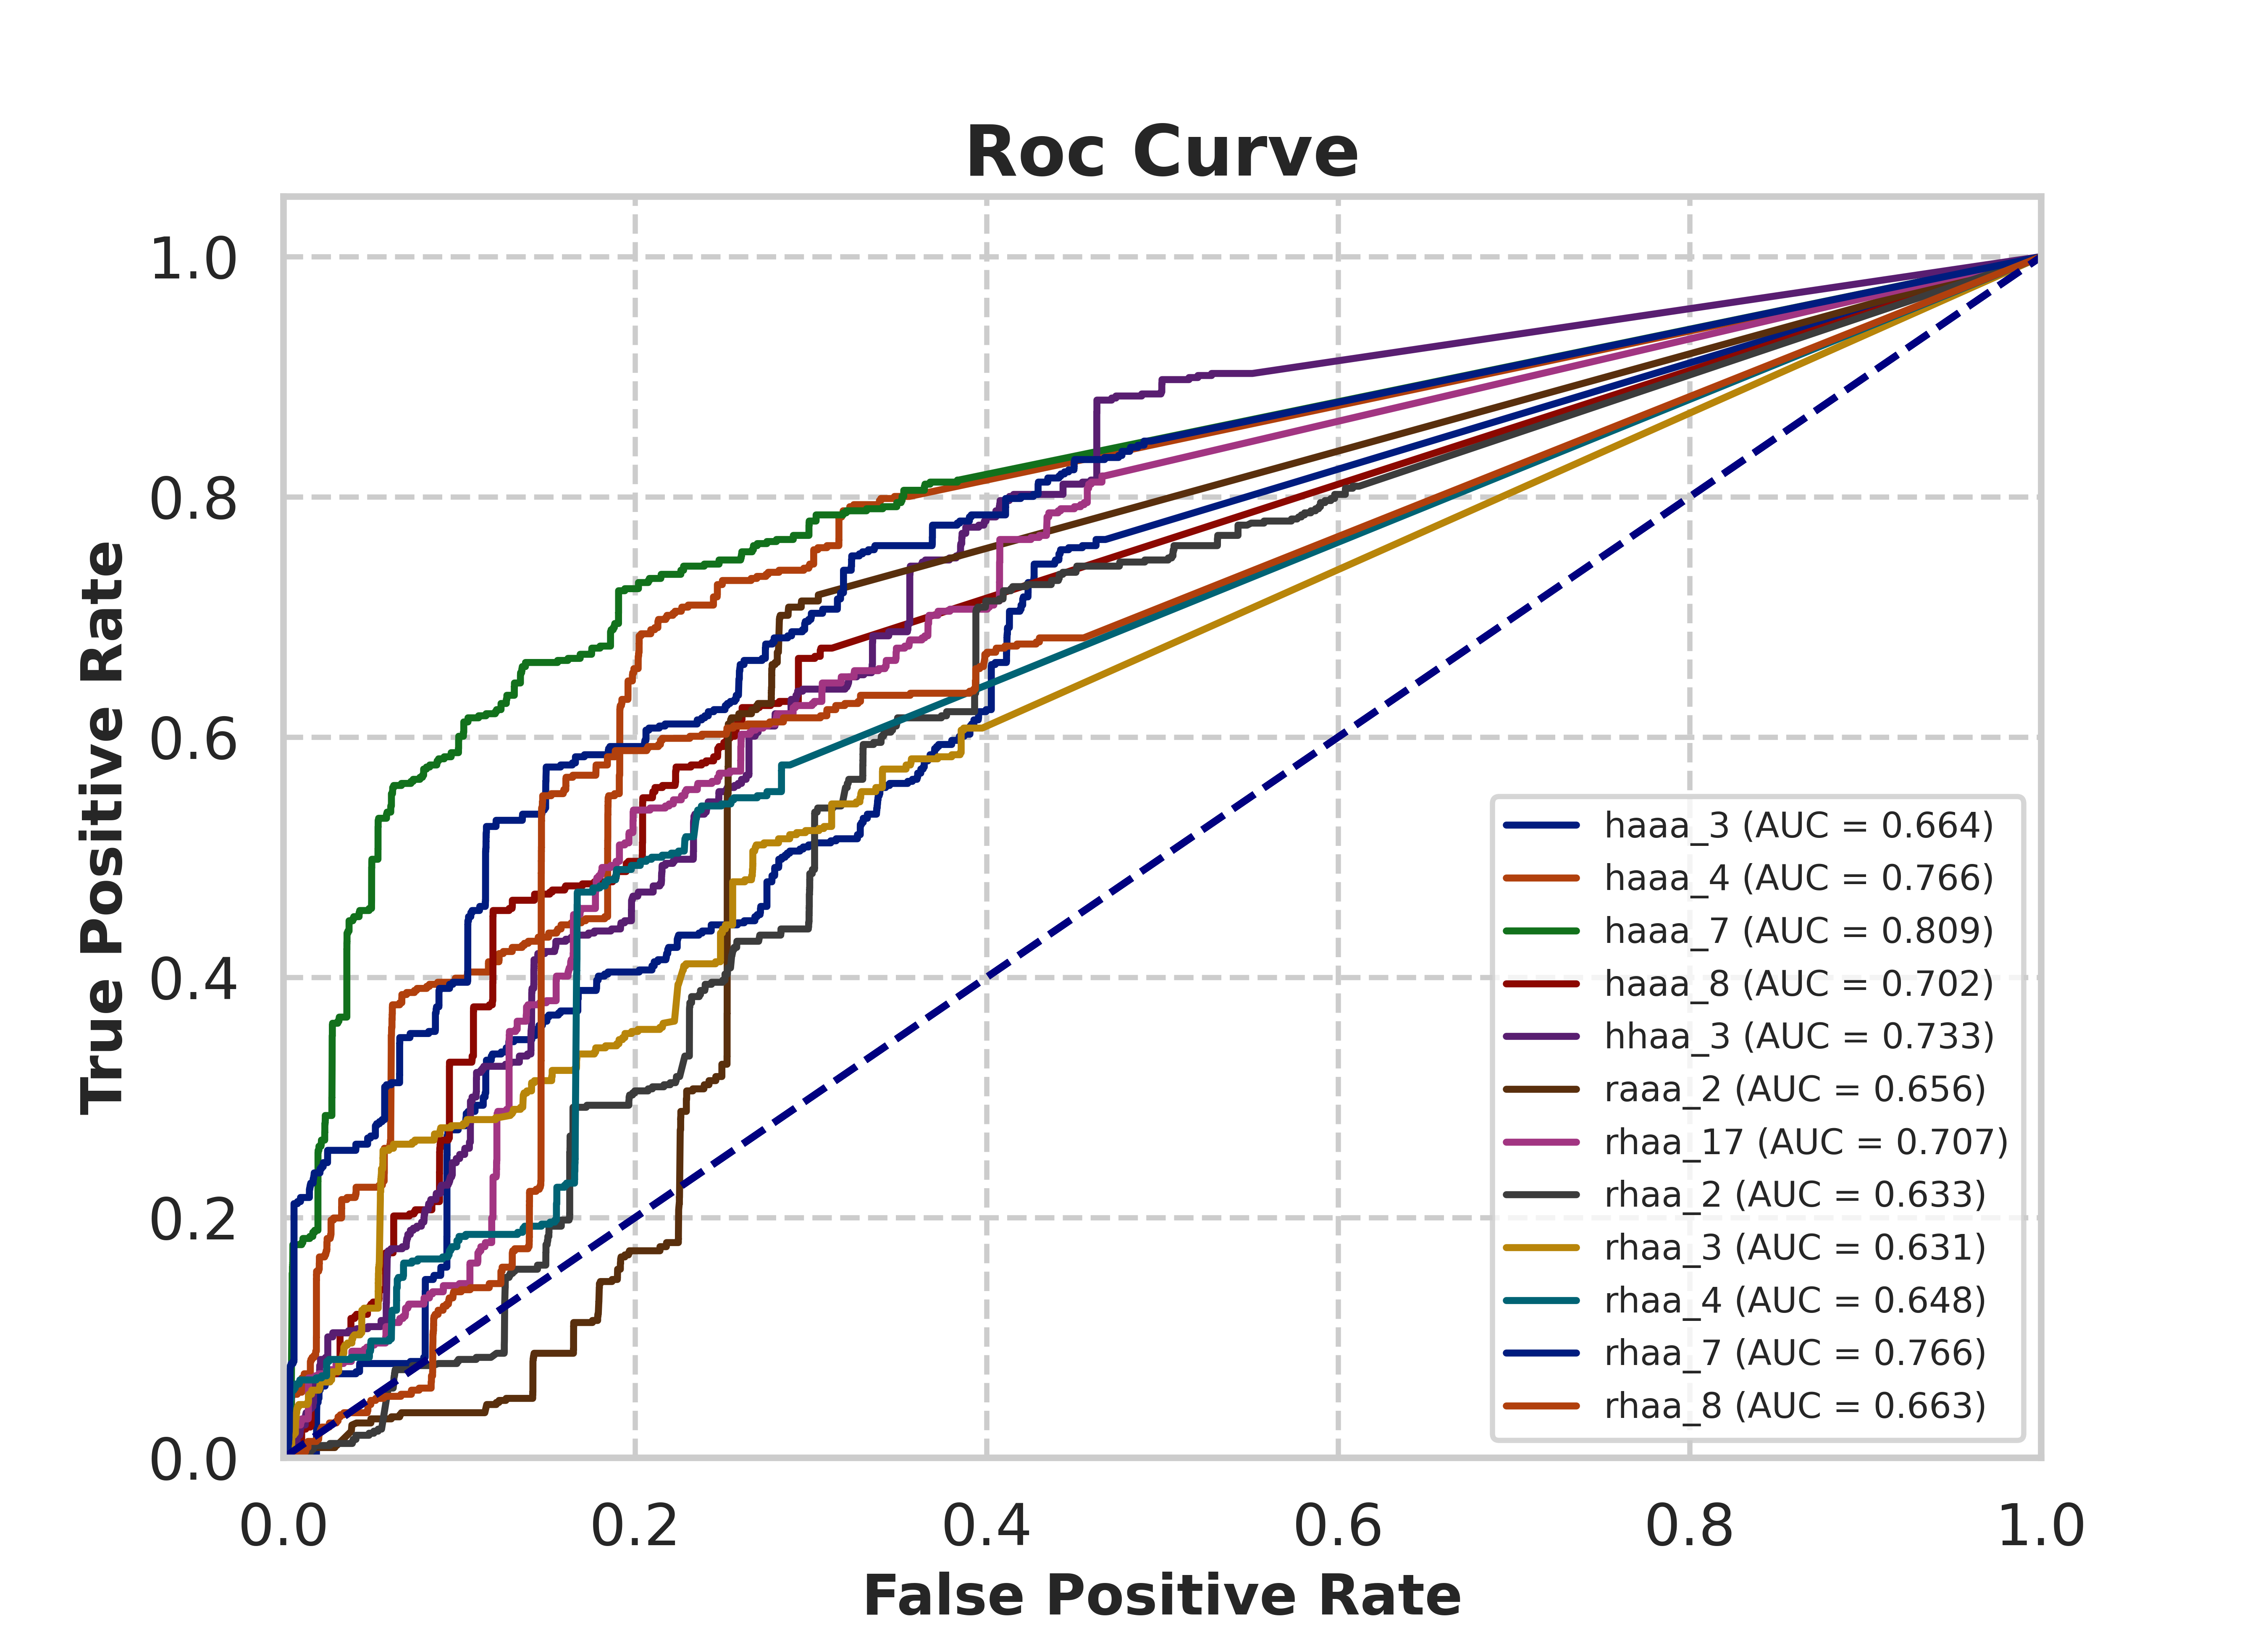 Roc Curve
True Positive Rate
1.0
0.8
0.6
0.4
0.2
0.0
haaa_3 (AUC = 0.664)
haaa_4 (AUC = 0.766)
haaa_7 (AUC = 0.809)
haaa_8 (AUC = 0.702)
hhaa_3 (AUC = 0.733)
raaa_2 (AUC = 0.656)
rhaa_17 (AUC = 0.707)
rhaa_2 (AUC = 0.633)
rhaa_3 (AUC = 0.631)
rhaa_4 (AUC = 0.648)
rhaa_7 (AUC = 0.766)
rhaa_8 (AUC = 0.663)
0.0 0.2 0.4 0.6 0.8 1.0
False Positive Rate